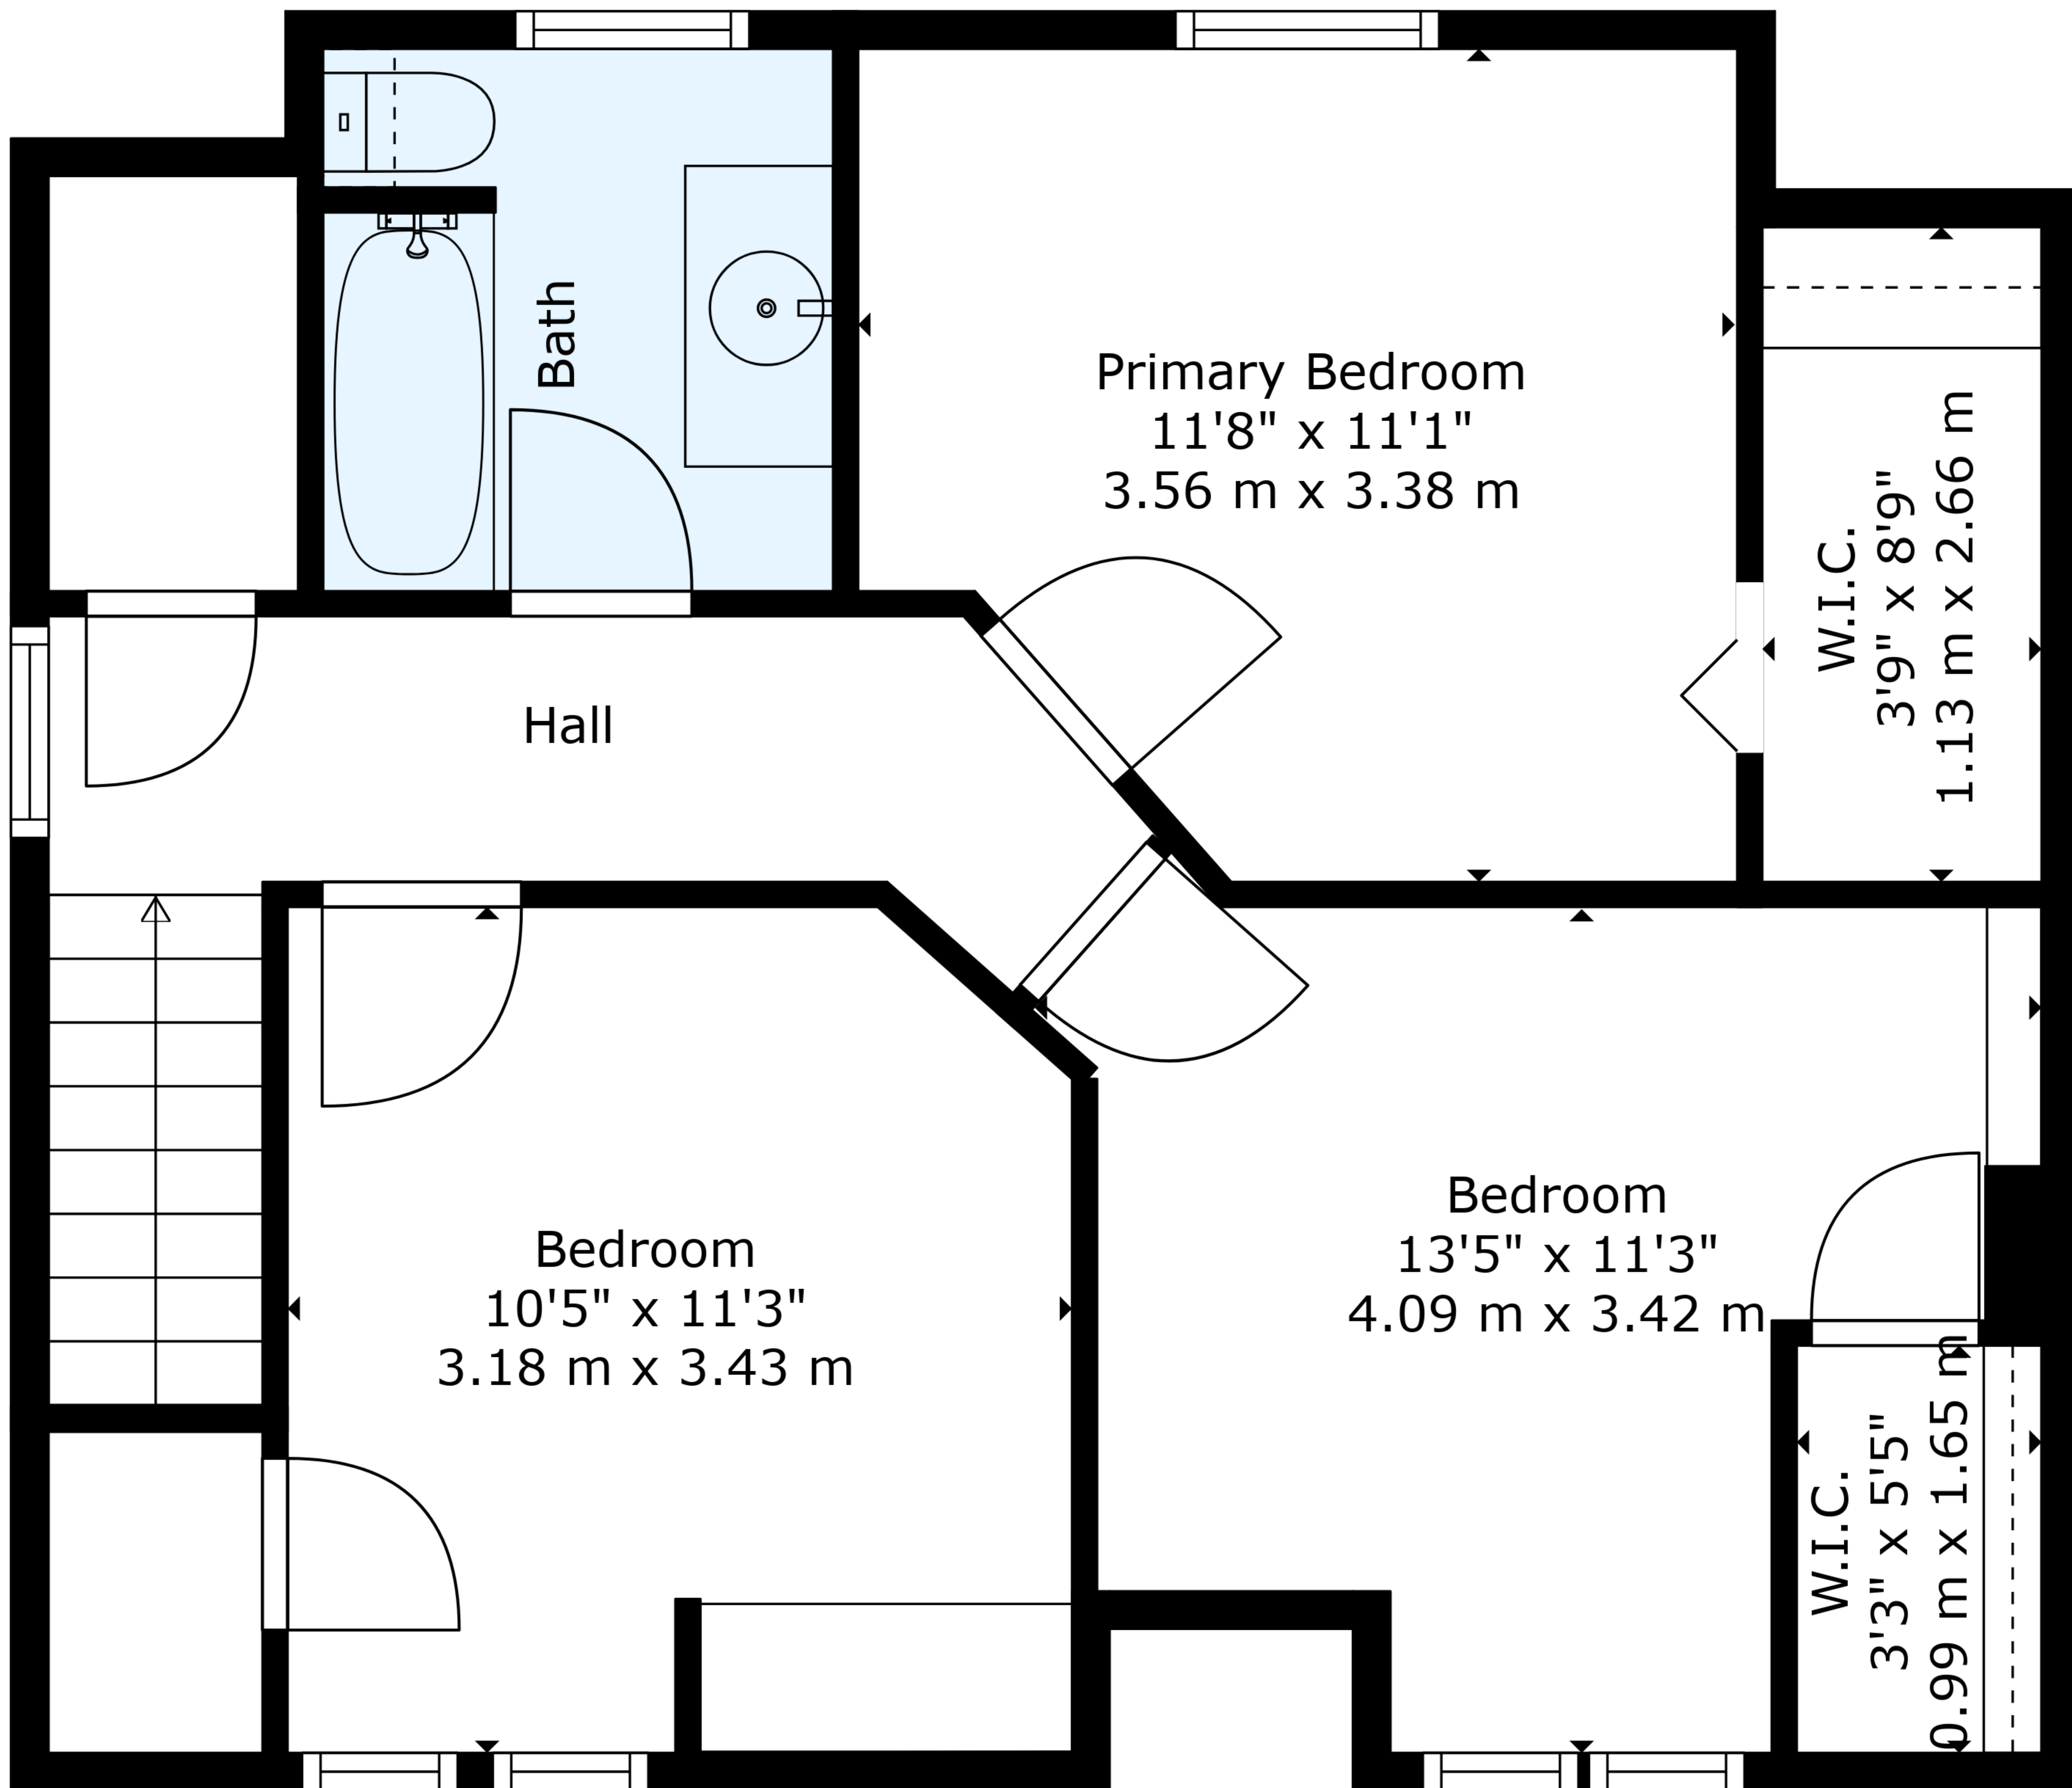 Bath
Primary Bedroom
11'8" x 11'1"
3.56 m x 3.38 m
W.I.C.
3'9" x 8'9"
1.13 m x 2.66 m
Hall
Bedroom
10'5" x 11'3"
3.18 m x 3.43 m
Bedroom
13'5" x 11'3"
4.09 m x 3.42 m
W.I.C.
3'3" x 5'5"
0.99 m x 1.65 m